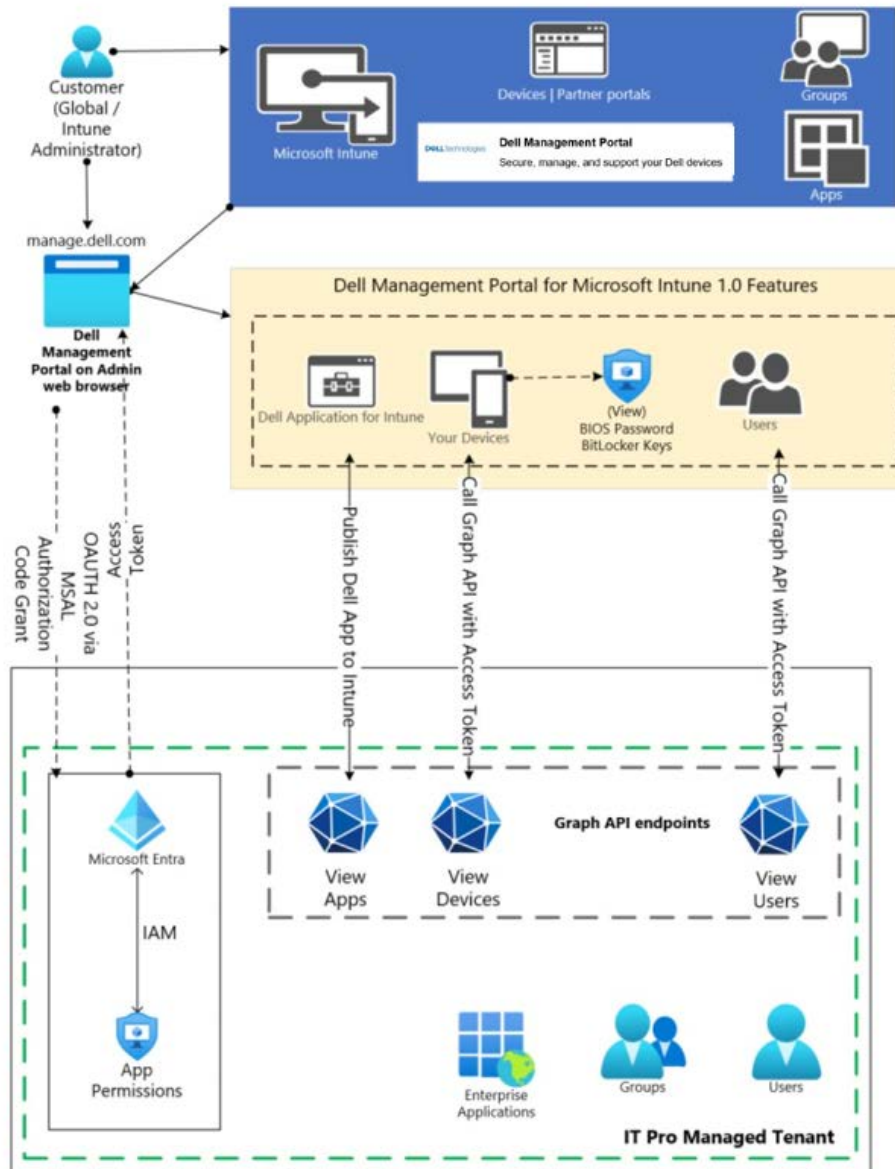 Customer
(Global /
Intune
Administrator)
Microsoft Intune
Devices | Partner portals
Groups
DELL Technologies
Dell Management Portal
Secure, manage, and support your Dell devices
Apps
manage.dell.com
Dell
Management
Portal on Admin
web browser
Dell Management Portal for Microsoft Intune 1.0 Features
Dell Application for Intune
Your Devices
(View)
BIOS Password
BitLocker Keys
Users
Token
Access
OAUTH 2.0 via
MSAL
Authorization
Code Grant
Publish Dell App to Intune
Call Graph API with Access Token
Call Graph API with Access Token
Microsoft Entra
IAM
App
Permissions
Graph API endpoints
View
Apps
View
Devices
View
Users
Enterprise
Applications
Groups
Users
IT Pro Managed Tenant